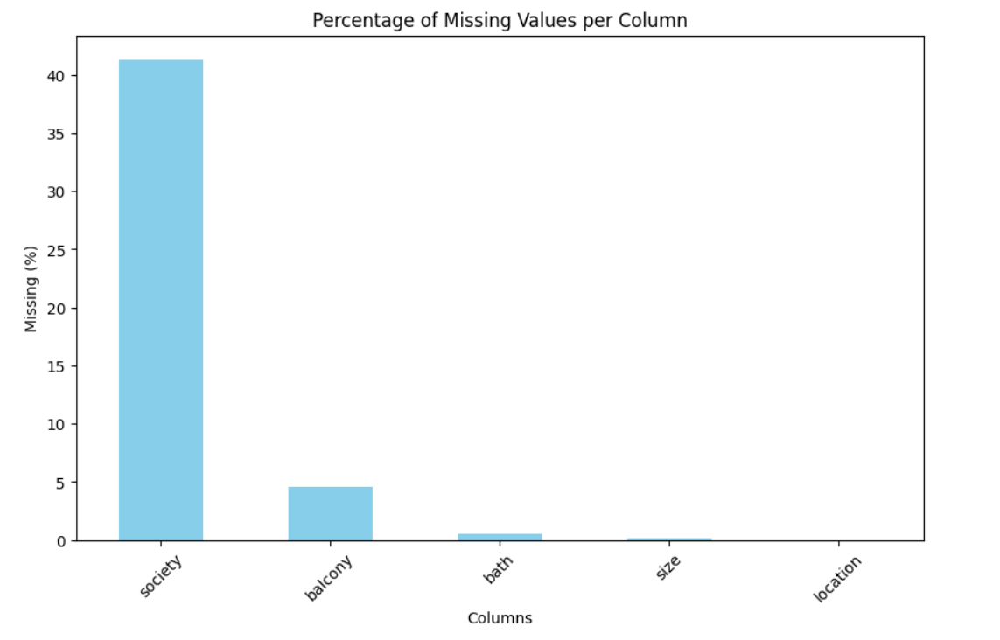 Percentage of Missing Values per Column
Missing (%)
40
35
30
25
20
15
10
5
0
society
balcony
bath
size
location
Columns